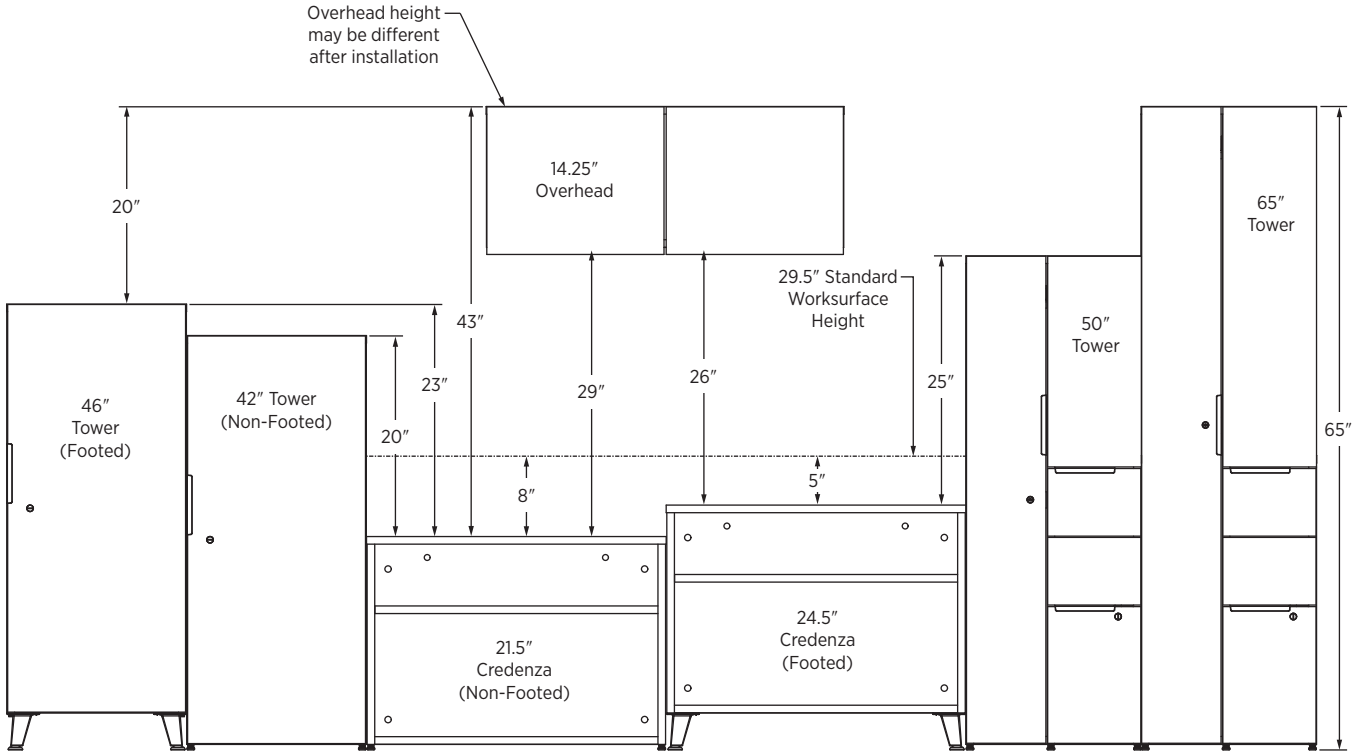 Overhead height
may be different
after installation
20″
43″
14.25″
Overhead
65″
Tower
29.5″ Standard
Worksurface
Height
50″
Tower
46″
Tower
(Footed)
42″ Tower
(Non-Footed)
23″
20″
29″
26″
25″
65″
8″
5″
21.5″
Credenza
(Non-Footed)
24.5″
Credenza
(Footed)